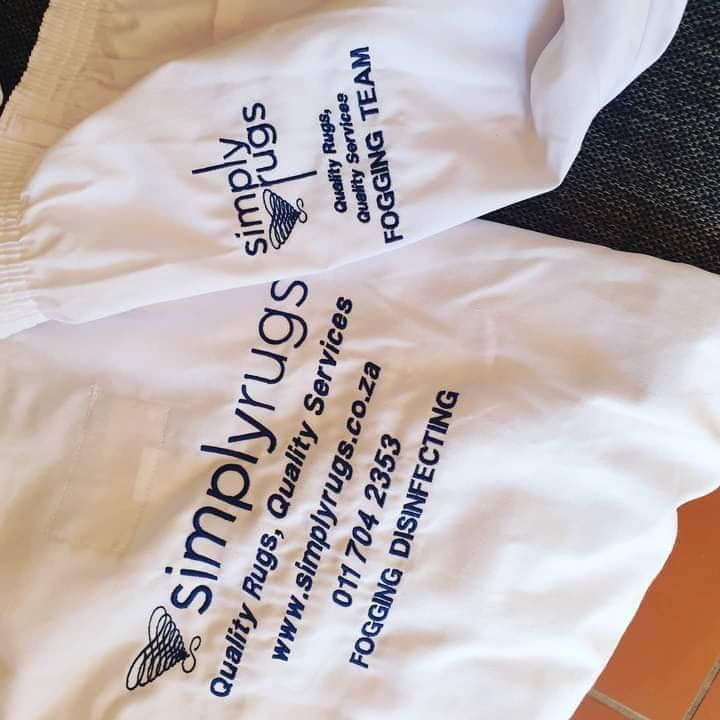 simply
rugs
Quality Rugs,
Quality Services
FOGGING TEAM
simplyrugs
Quality Rugs, Quality Services
www.simplyrugs.co.za
011 704 2353
FOGGING DISINFECTING